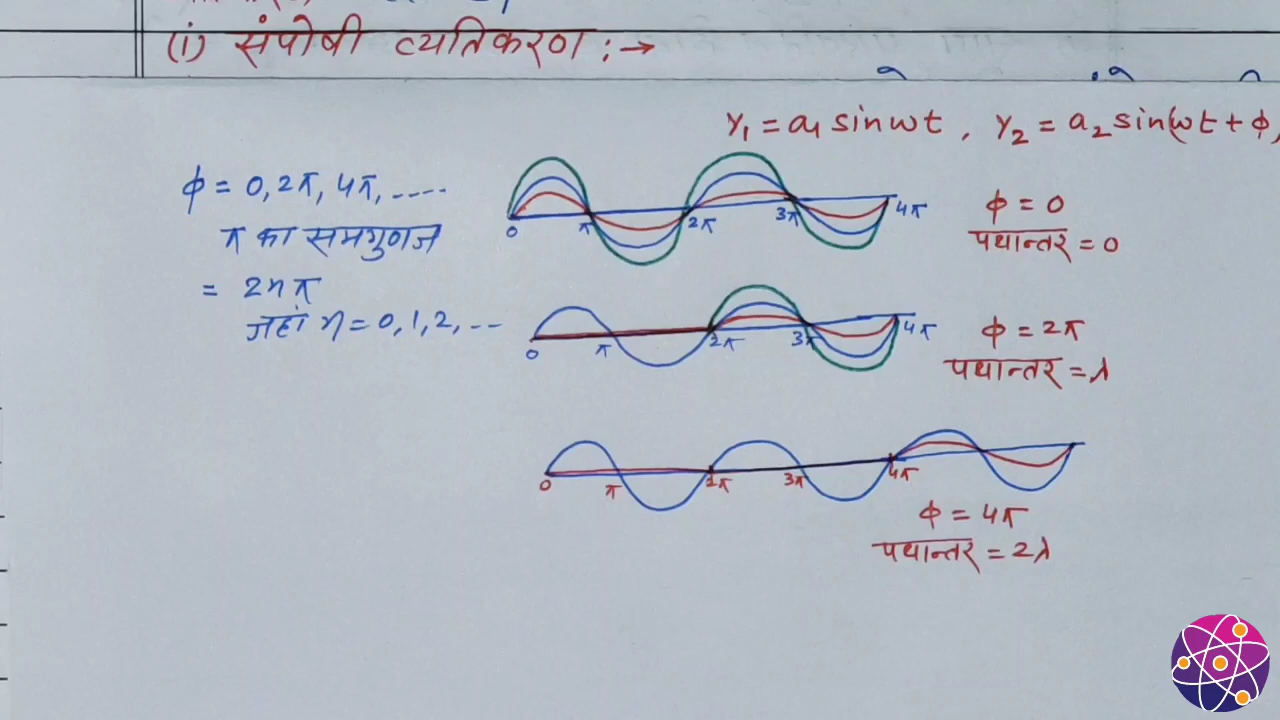 (i) संपोषी व्यतिकरण :→
y₁ = a₁ sinωt , y₂ = a₂ sin(ωt + ϕ)
ϕ = 0, 2π, 4π, -----
π का समगुणज
= 2nπ
जहां n = 0, 1, 2, --
0 π 2π 3π 4π
ϕ = 0
पथान्तर = 0
0 π 2π 3π 4π
ϕ = 2π
पथान्तर = λ
0 π 2π 3π 4π
ϕ = 4π
पथान्तर = 2λ